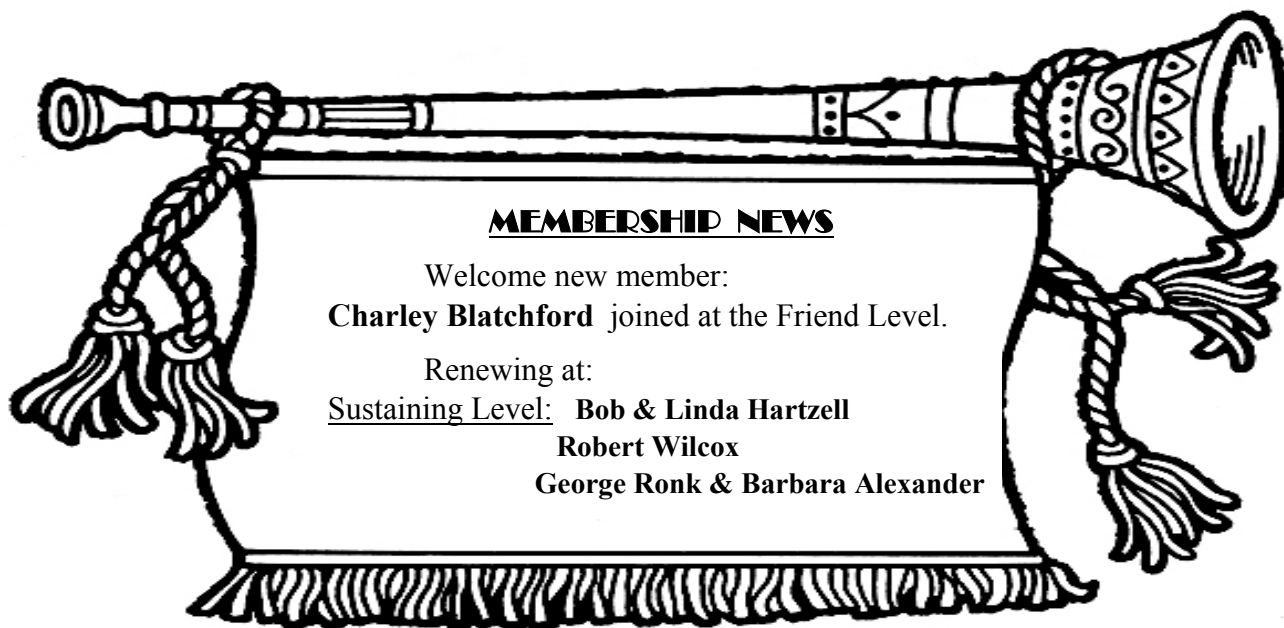 MEMBERSHIP NEWS
Welcome new member:
Charley Blatchford joined at the Friend Level.
Renewing at:
Sustaining Level: Bob & Linda Hartzell
Robert Wilcox
George Ronk & Barbara Alexander